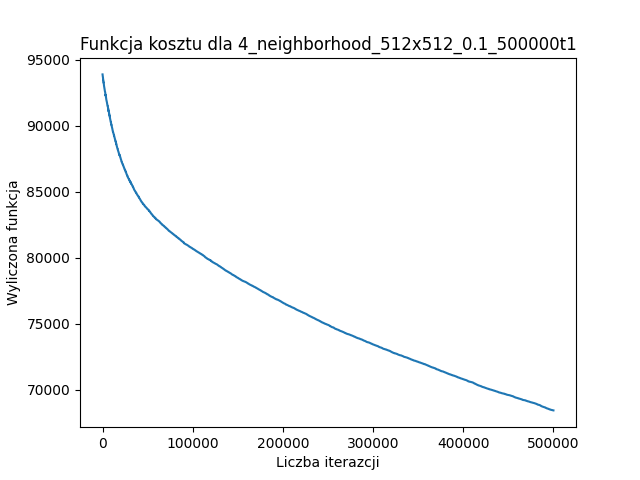 Funkcja kosztu dla 4_neighborhood_512x512_0.1_500000t1
95000
90000
85000
80000
75000
70000
Wyliczona funkcja
0 100000 200000 300000 400000 500000
Liczba iterazcji